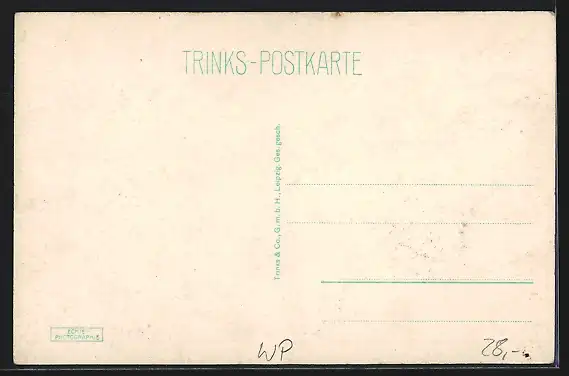 TRINKS-POSTKARTE
Trinks & Co., G. m. b. H., Leipzig. Ges. gesch.
ECHTE
PHOTOGRAPHIE
WP
28,-